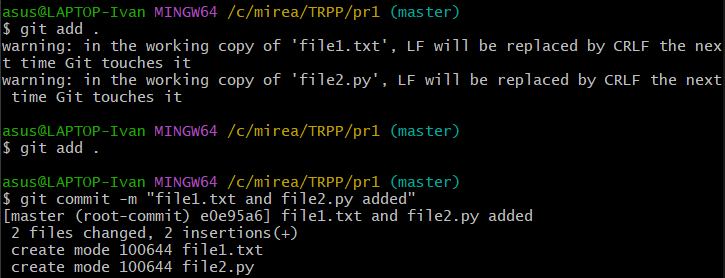 asus@LAPTOP-Ivan MINGW64 /c/mirea/TRPP/pr1 (master)
$ git add .
warning: in the working copy of 'file1.txt', LF will be replaced by CRLF the nex
t time Git touches it
warning: in the working copy of 'file2.py', LF will be replaced by CRLF the next
 time Git touches it

asus@LAPTOP-Ivan MINGW64 /c/mirea/TRPP/pr1 (master)
$ git add .

asus@LAPTOP-Ivan MINGW64 /c/mirea/TRPP/pr1 (master)
$ git commit -m "file1.txt and file2.py added"
[master (root-commit) e0e95a6] file1.txt and file2.py added
 2 files changed, 2 insertions(+)
 create mode 100644 file1.txt
 create mode 100644 file2.py